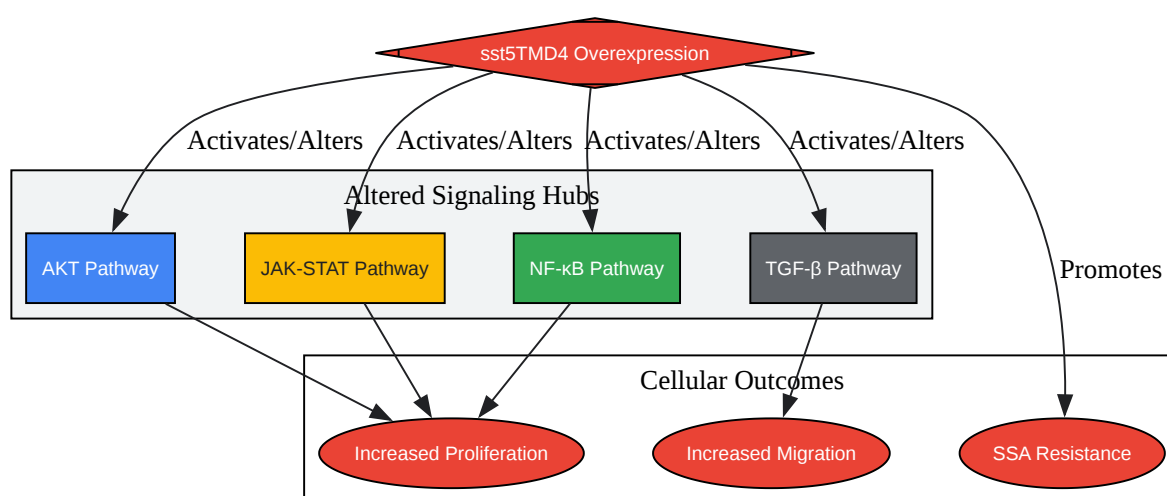 sst5TMD4 Overexpression
Activates/Alters
Activates/Alters
Activates/Alters
Activates/Alters
Altered Signaling Hubs
AKT Pathway
JAK-STAT Pathway
NF-κB Pathway
TGF-β Pathway
Promotes
Cellular Outcomes
Increased Proliferation
Increased Migration
SSA Resistance